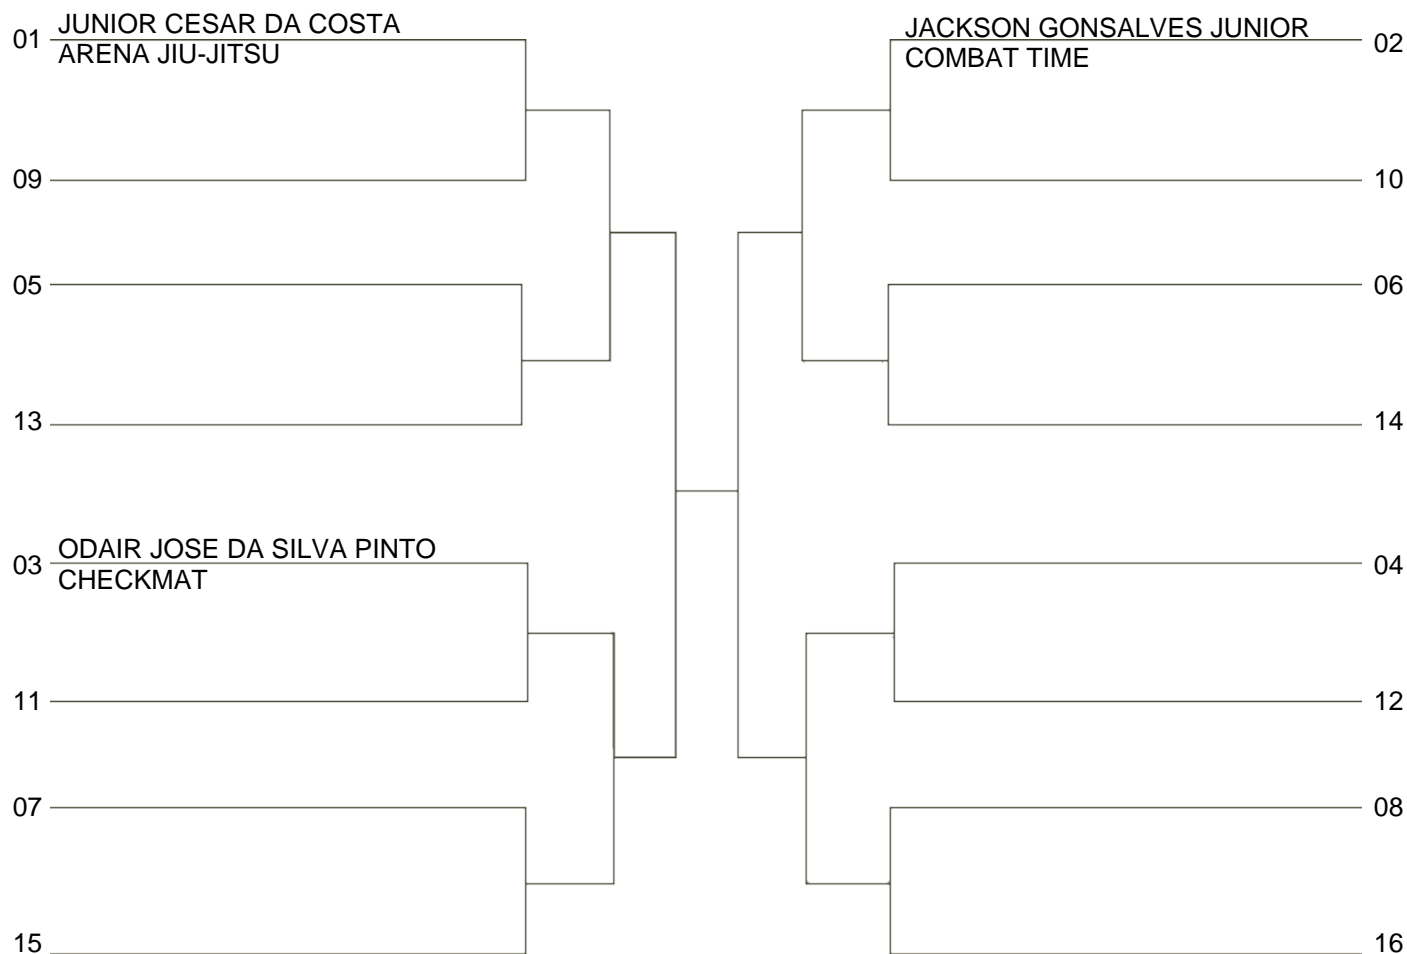 01 JUNIOR CESAR DA COSTA
ARENA JIU-JITSU
09
05
13
03 ODAIR JOSE DA SILVA PINTO
CHECKMAT
11
07
15
JACKSON GONSALVES JUNIOR 02
COMBAT TIME
10
06
14
04
12
08
16